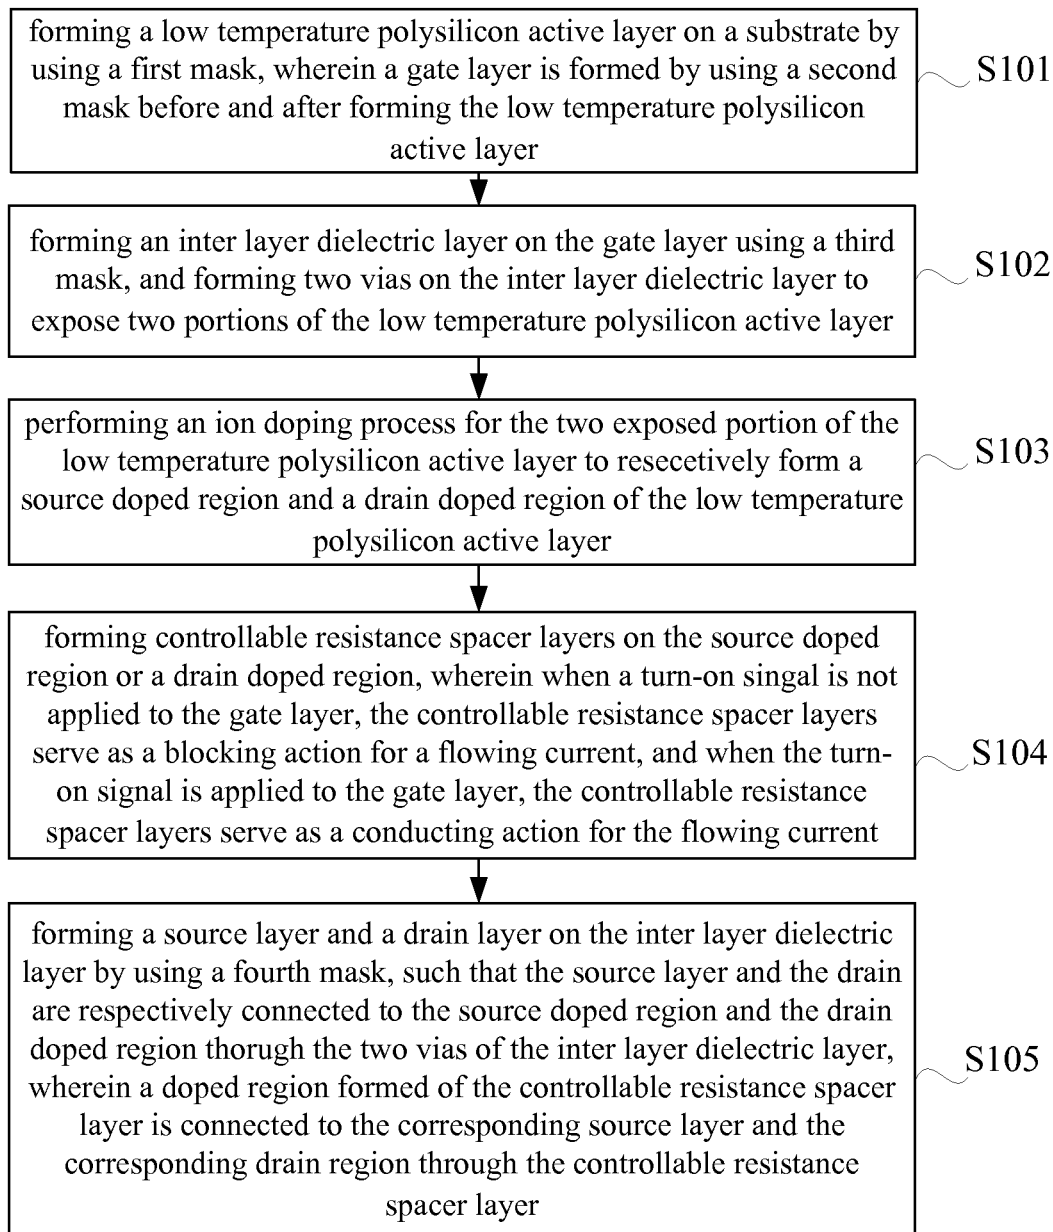 forming a low temperature polysilicon active layer on a substrate by
using a first mask, wherein a gate layer is formed by using a second
mask before and after forming the low temperature polysilicon
active layer
S101
forming an inter layer dielectric layer on the gate layer using a third
mask, and forming two vias on the inter layer dielectric layer to
expose two portions of the low temperature polysilicon active layer
S102
performing an ion doping process for the two exposed portion of the
low temperature polysilicon active layer to resecetively form a
source doped region and a drain doped region of the low temperature
polysilicon active layer
S103
forming controllable resistance spacer layers on the source doped
region or a drain doped region, wherein when a turn-on singal is not
applied to the gate layer, the controllable resistance spacer layers
serve as a blocking action for a flowing current, and when the turn-
on signal is applied to the gate layer, the controllable resistance
spacer layers serve as a conducting action for the flowing current
S104
forming a source layer and a drain layer on the inter layer dielectric
layer by using a fourth mask, such that the source layer and the drain
are respectively connected to the source doped region and the drain
doped region thorugh the two vias of the inter layer dielectric layer,
wherein a doped region formed of the controllable resistance spacer
layer is connected to the corresponding source layer and the
corresponding drain region through the controllable resistance
spacer layer
S105